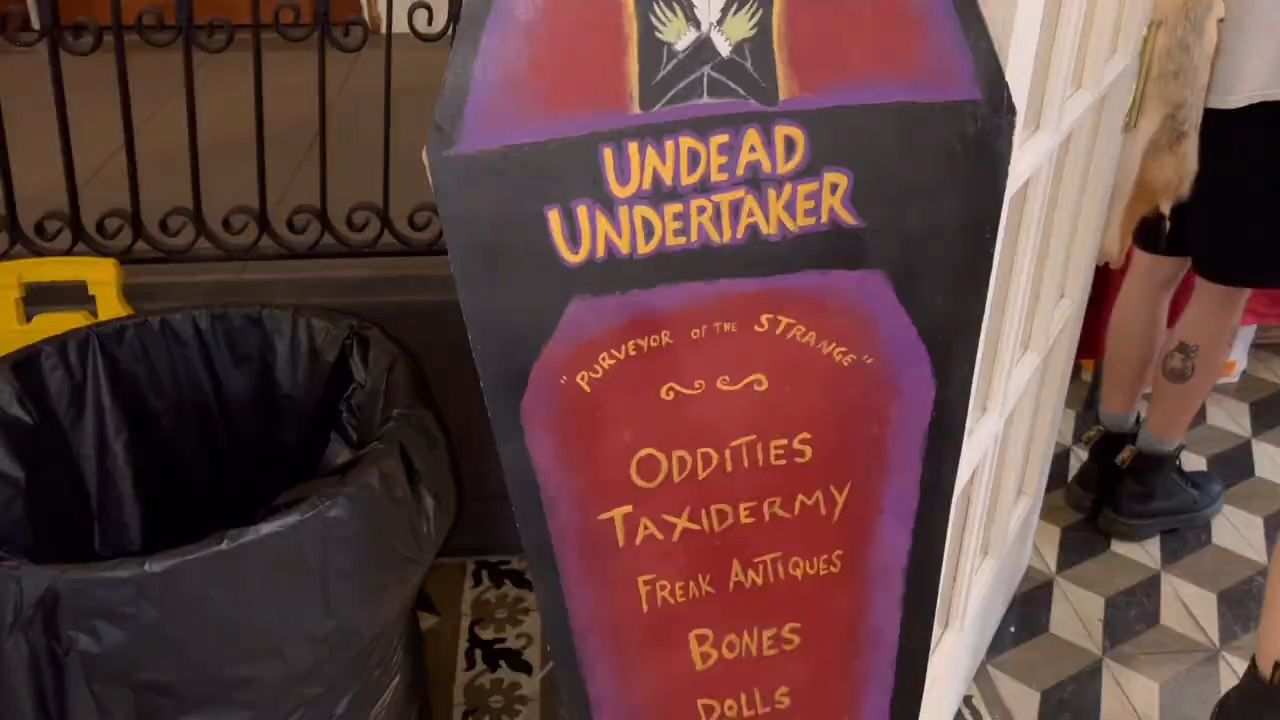 UNDEAD
UNDERTAKER
"PURVEYOR OF THE STRANGE"
ODDITIES
TAXIDERMY
FREAK ANTIQUES
BONES
DOLLS